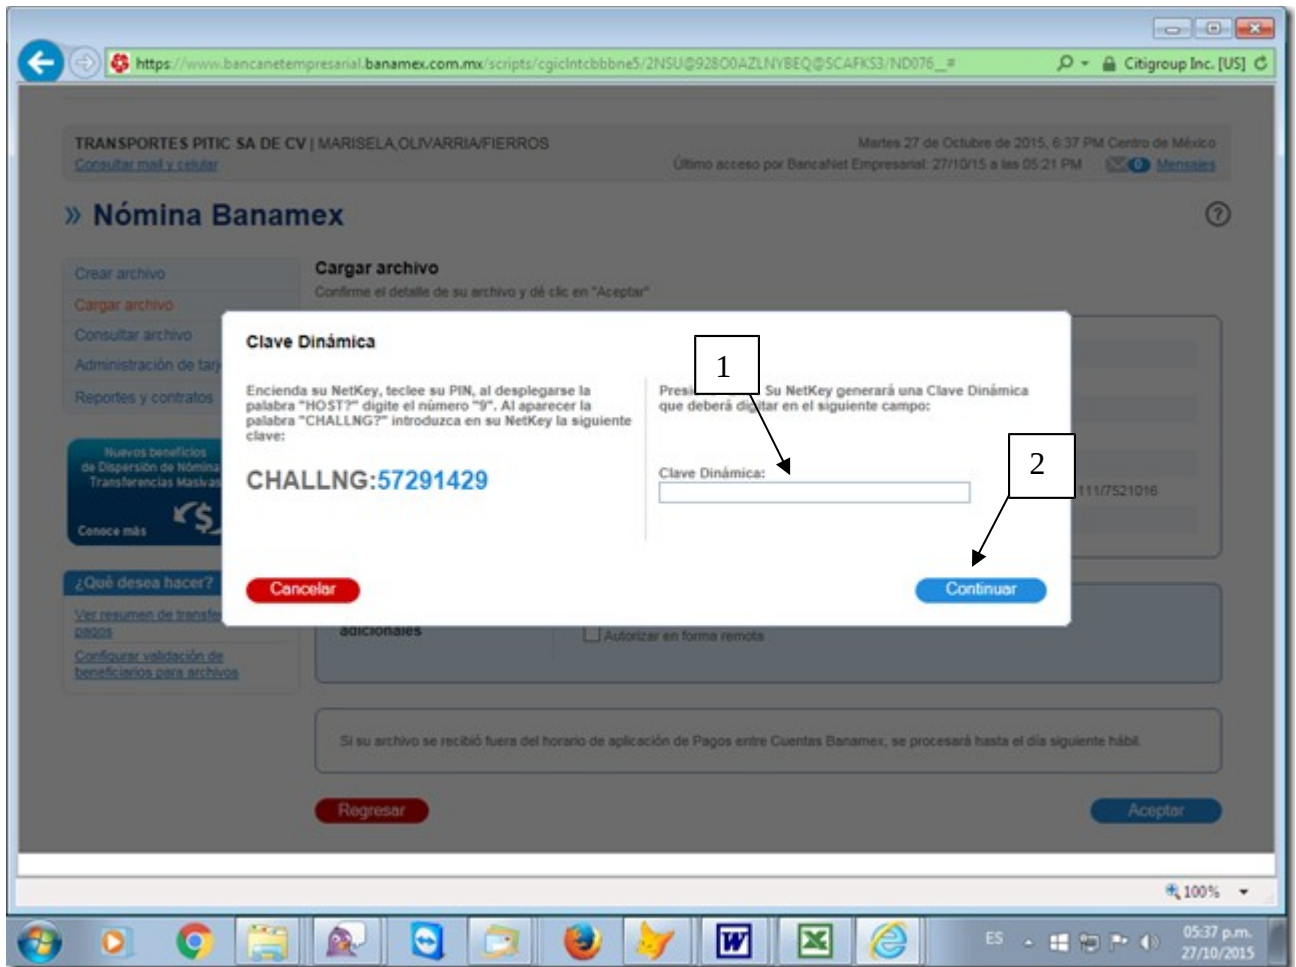 https://www.bancanetempresarial.banamex.com.mx/scripts/cgiclntcbbbne5/2NSU@928O0AZLNYBEQ@SCAFKS3/ND076__# Citigroup Inc. [US]
TRANSPORTES PITIC SA DE CV | MARISELA,OLIVARRIA/FIERROS
Martes 27 de Octubre de 2015, 6:37 PM Centro de México
Consultar mail y celular
Último acceso por BancaNet Empresarial: 27/10/15 a las 05:21 PM 0 Mensajes
» Nómina Banamex
?
Crear archivo
Cargar archivo
Consultar archivo
Administración de tarj
Reportes y contratos
Cargar archivo
Confirme el detalle de su archivo y dé clic en "Aceptar"
Clave Dinámica
Encienda su NetKey, teclee su PIN, al desplegarse la
palabra "HOST?" digite el número "9". Al aparecer la
palabra "CHALLNG?" introduzca en su NetKey la siguiente
clave:
CHALLNG:57291429
1
Presi Su NetKey generará una Clave Dinámica
que deberá digitar en el siguiente campo:
Clave Dinámica:
2
111/7521016
Cancelar
Continuar
Nuevos beneficios
de Dispersión de Nómina
Transferencias Masivas
$
Conoce más
¿Qué desea hacer?
Ver resumen de transfe
pagos
Configurar validación de
beneficiarios para archivos
adicionales
Autorizar en forma remota
Si su archivo se recibió fuera del horario de aplicación de Pagos entre Cuentas Banamex, se procesará hasta el día siguiente hábil.
Regresar
Aceptar
100%
ES
05:37 p.m.
27/10/2015